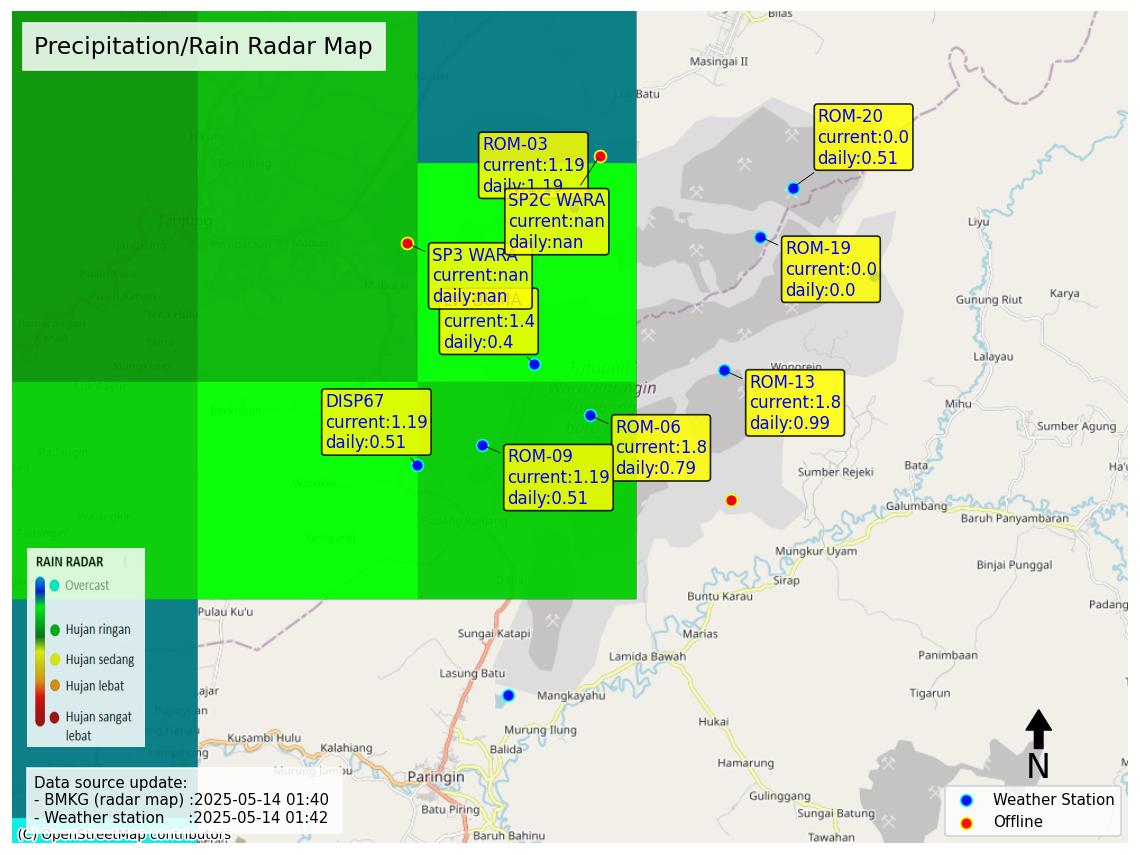 Precipitation/Rain Radar Map
Bilas
Masingai II
Lok Batu
ROM-20
current:0.0
daily:0.51
ROM-03
current:1.19
daily:1.19
SP2C WARA
current:nan
daily:nan
Tanjung
Liyu
ROM-19
current:0.0
daily:0.0
SP3 WARA
current:nan
daily:nan
Maburai
current:1.4
daily:0.4
Gunung Riut
Karya
Lalayau
Wonorejo
ROM-13
current:1.8
daily:0.99
Mihu
DISP67
current:1.19
daily:0.51
ROM-06
current:1.8
daily:0.79
ROM-09
current:1.19
daily:0.51
Sumber Agung
Bata
Sumber Rejeki
Galumbang
Baruh Panyambaran
Padang Panjang
Mungkur Uyam
Binjai Punggal
Sirap
Dahai
Buntu Karau
Padang
RAIN RADAR
Overcast
Hujan ringan
Hujan sedang
Hujan lebat
Hujan sangat
lebat
Pulau Ku'u
Sungai Katapi
Marias
Lamida Bawah
Panimbaan
Lasung Batu
Mangkayahu
Tigarun
Hukai
Murung Ilung
Kusambi Hulu
Kalahiang
Balida
Hamarung
Murung Jambu
Paringin
Gulinggang
Batu Piring
Sungai Batung
Baruh Bahinu
Tawahan
Data source update:
- BMKG (radar map) :2025-05-14 01:40
- Weather station :2025-05-14 01:42
(C) OpenStreetMap contributors
N
Weather Station
Offline